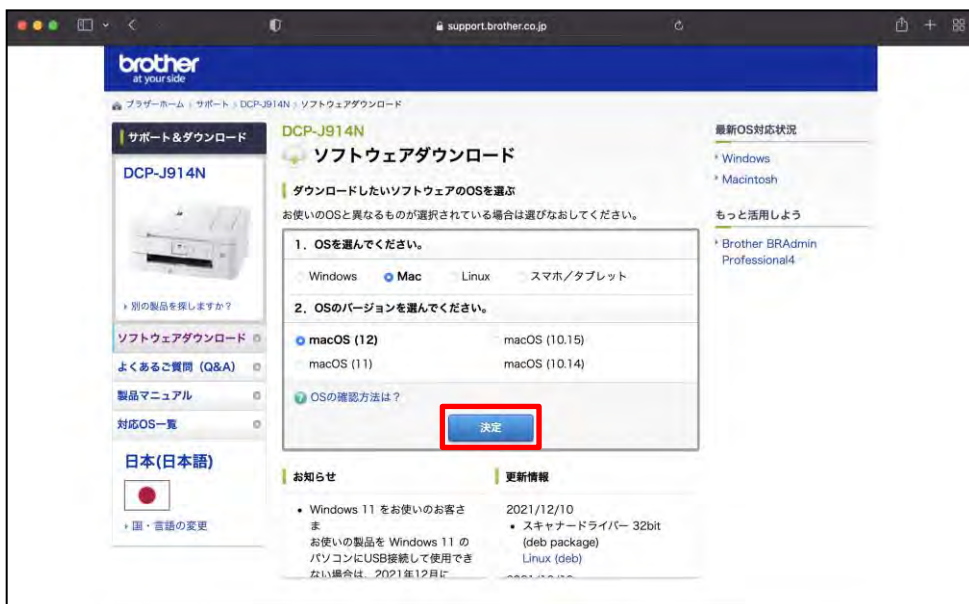 support.brother.co.jp
brother
at your side
ブラザーホーム › サポート › DCP-J914N › ソフトウェアダウンロード
サポート＆ダウンロード
DCP-J914N
別の製品を探しますか？
ソフトウェアダウンロード
よくあるご質問（Q&A）
製品マニュアル
対応OS一覧
日本(日本語)
国・言語の変更
DCP-J914N
ソフトウェアダウンロード
ダウンロードしたいソフトウェアのOSを選ぶ
お使いのOSと異なるものが選択されている場合は選びなおしてください。
1．OSを選んでください。
Windows Mac Linux スマホ／タブレット
2．OSのバージョンを選んでください。
macOS (12) macOS (10.15)
macOS (11) macOS (10.14)
OSの確認方法は？
決定
お知らせ
• Windows 11 をお使いのお客さ
ま
お使いの製品を Windows 11 の
パソコンにUSB接続して使用でき
ない場合は、2021年12月に
更新情報
2021/12/10
• スキャナードライバー 32bit
(deb package)
Linux (deb)
最新OS対応状況
Windows
Macintosh
もっと活用しよう
Brother BRAdmin
Professional4